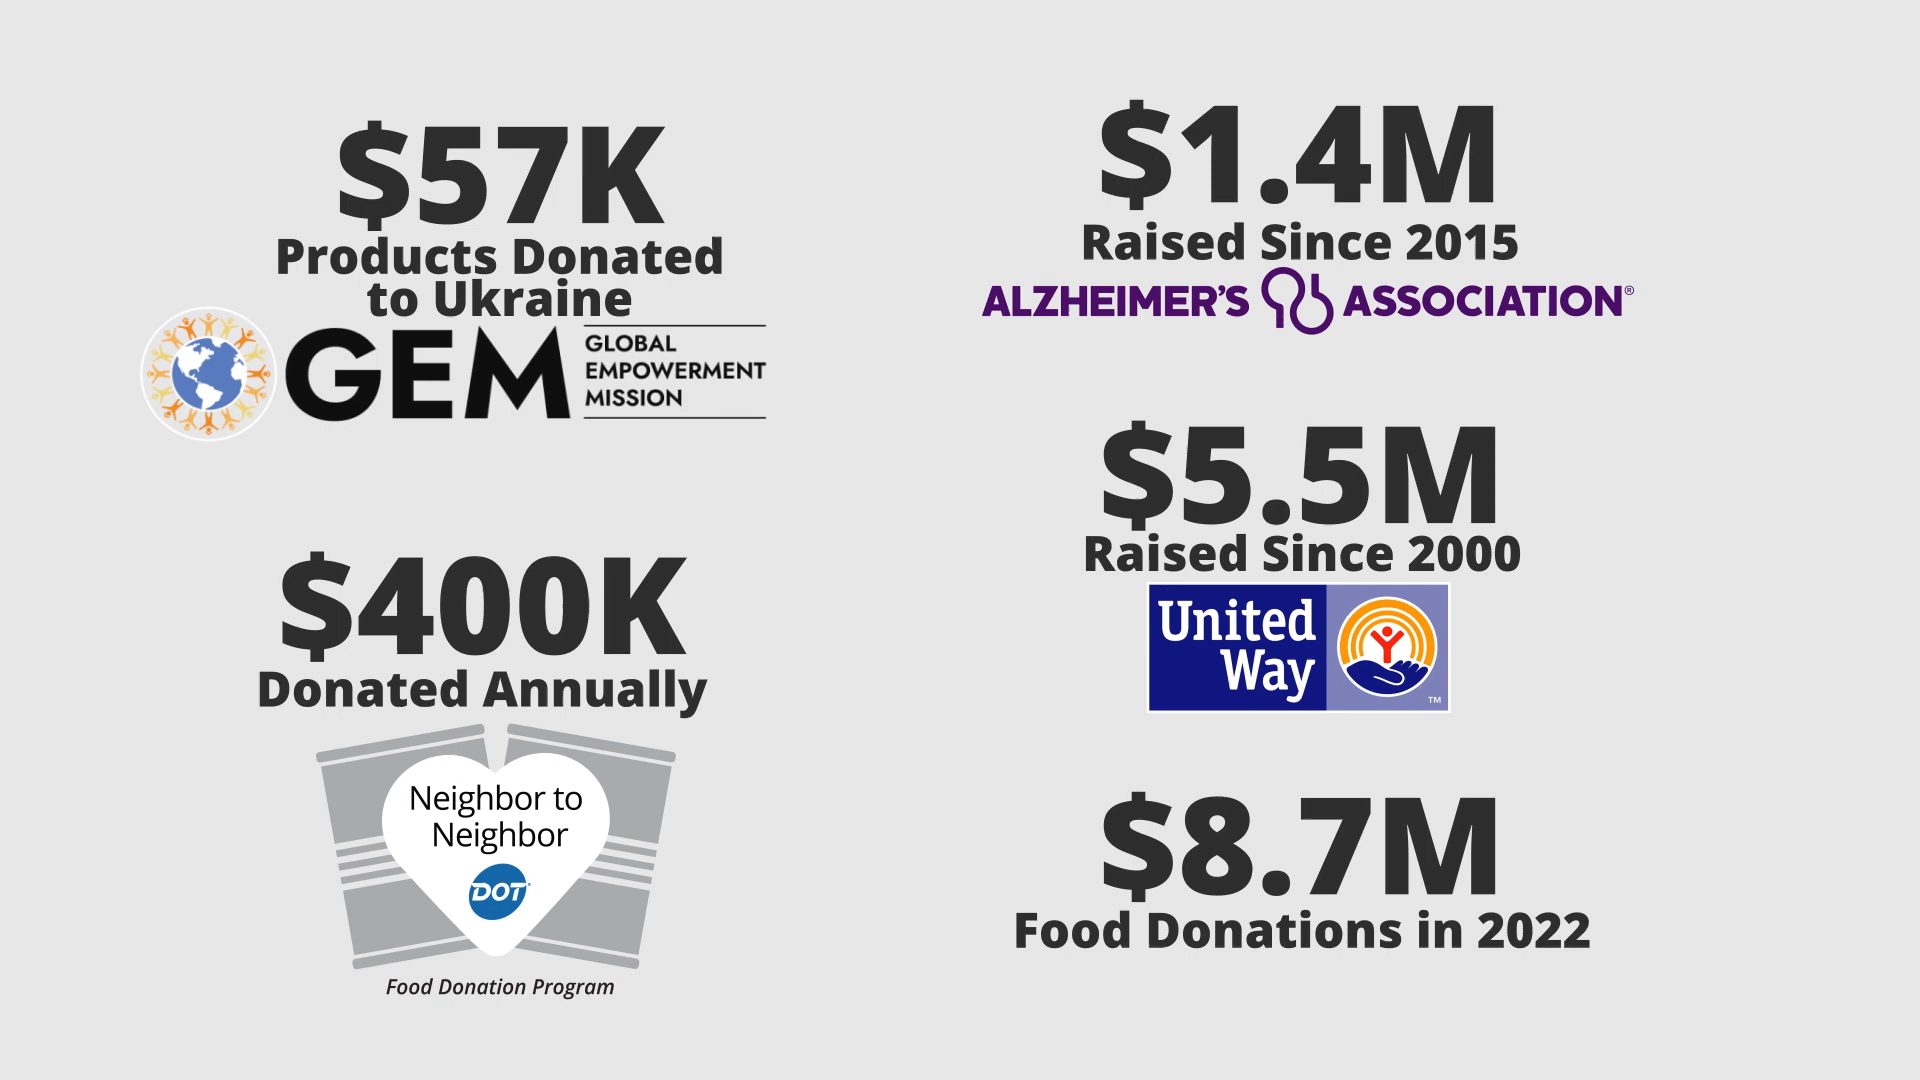 $57K
Products Donated
to Ukraine
GEM
GLOBAL
EMPOWERMENT
MISSION
$400K
Donated Annually
Neighbor to
Neighbor
DOT
Food Donation Program
$1.4M
Raised Since 2015
ALZHEIMER'S ASSOCIATION®
$5.5M
Raised Since 2000
United
Way
TM
$8.7M
Food Donations in 2022